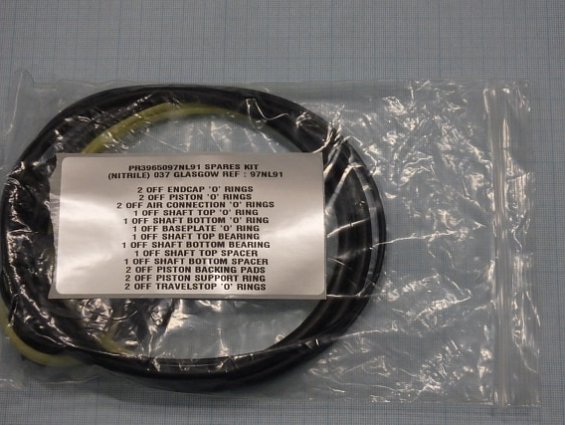 PR3965097NL91 SPARES KIT
(NITRILE) 037 GLASGOW REF : 97NL91
2 OFF ENDCAP 'O' RINGS
2 OFF PISTON 'O' RINGS
2 OFF AIR CONNECTION 'O' RINGS
1 OFF SHAFT TOP 'O' RING
1 OFF SHAFT BOTTOM 'O' RING
1 OFF BASEPLATE 'O' RING
1 OFF SHAFT TOP BEARING
1 OFF SHAFT BOTTOM BEARING
1 OFF SHAFT TOP SPACER
1 OFF SHAFT BOTTOM SPACER
2 OFF PISTON BACKING PADS
2 OFF PISTON SUPPORT RING
2 OFF TRAVELSTOP 'O' RINGS